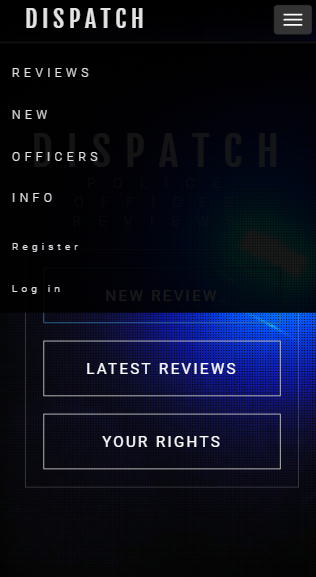 DISPATCH
REVIEWS
NEW
OFFICERS
INFO
Register
Log in
DISPATCH
POLICE
OFFICER
REVIEWS
NEW REVIEW
LATEST REVIEWS
YOUR RIGHTS